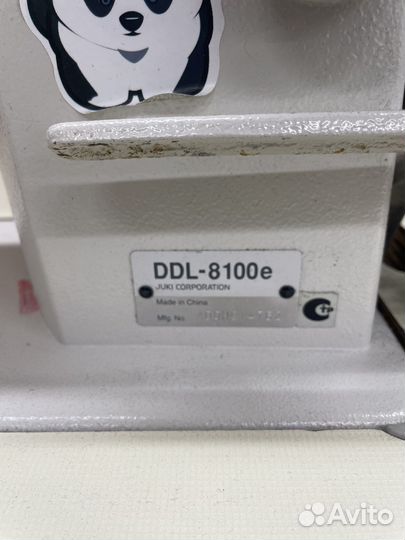 DDL-8100e
JUKI CORPORATION
Made in China
Mfg. No.
Avito